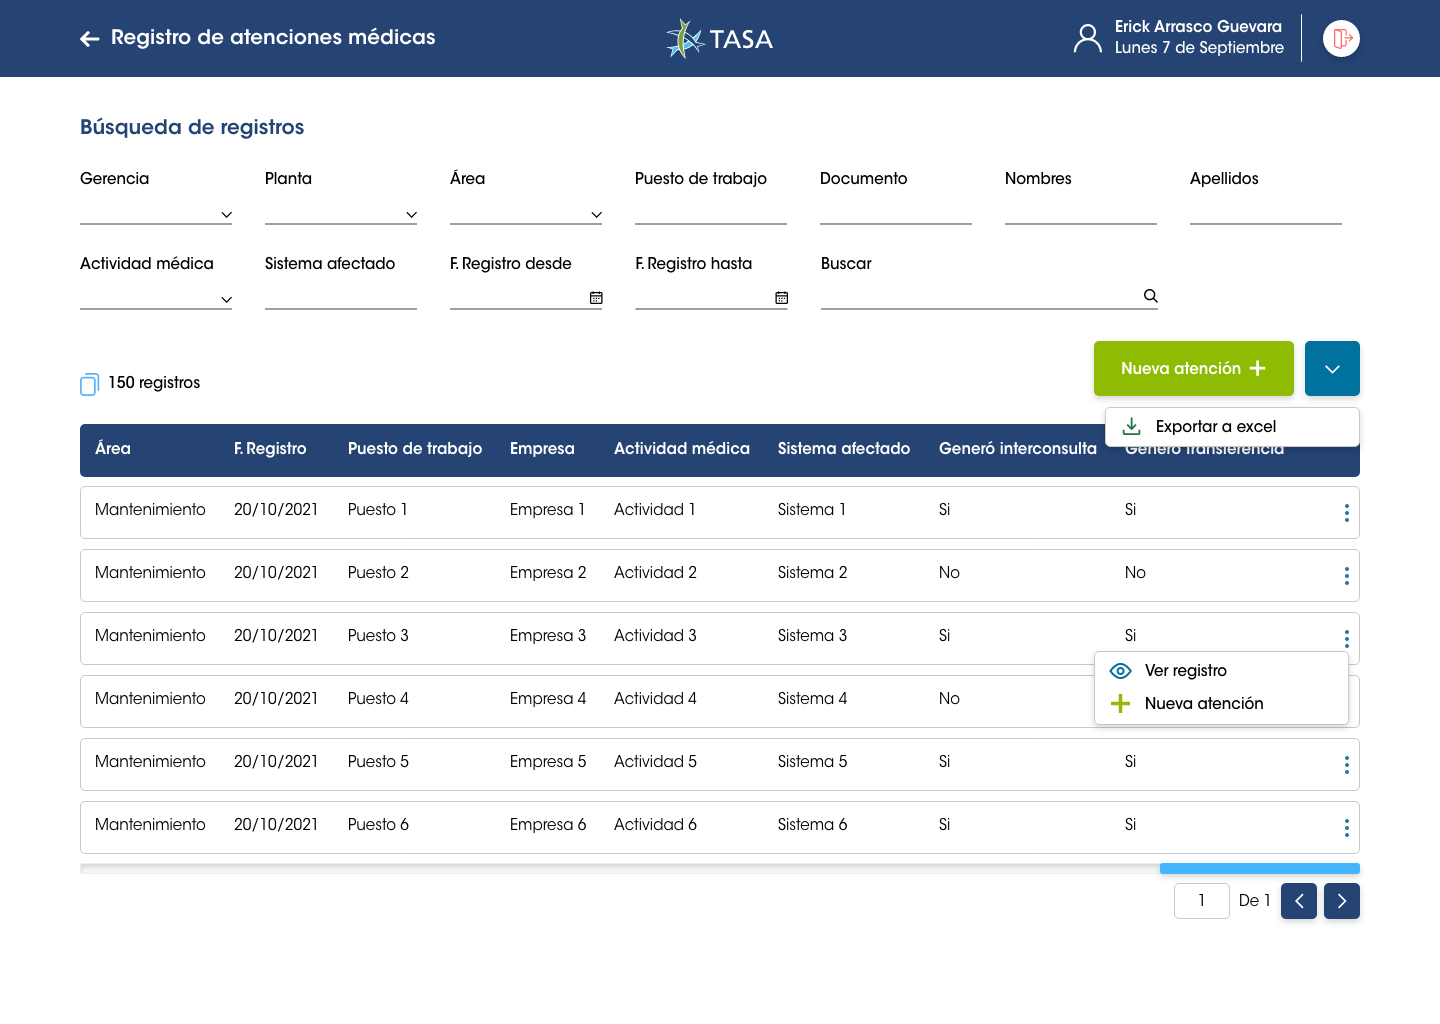 Registro de atenciones médicas
TASA
Erick Arrasco Guevara
Lunes 7 de Septiembre
Búsqueda de registros
Gerencia Planta Área Puesto de trabajo Documento Nombres Apellidos
Actividad médica Sistema afectado F. Registro desde F. Registro hasta Buscar
150 registros
Nueva atención
Exportar a excel
Área F. Registro Puesto de trabajo Empresa Actividad médica Sistema afectado Generó interconsulta Generó transferencia
Mantenimiento 20/10/2021 Puesto 1 Empresa 1 Actividad 1 Sistema 1 Si Si
Mantenimiento 20/10/2021 Puesto 2 Empresa 2 Actividad 2 Sistema 2 No No
Mantenimiento 20/10/2021 Puesto 3 Empresa 3 Actividad 3 Sistema 3 Si Si
Ver registro
Mantenimiento 20/10/2021 Puesto 4 Empresa 4 Actividad 4 Sistema 4 No
Nueva atención
Mantenimiento 20/10/2021 Puesto 5 Empresa 5 Actividad 5 Sistema 5 Si Si
Mantenimiento 20/10/2021 Puesto 6 Empresa 6 Actividad 6 Sistema 6 Si Si
1 De 1